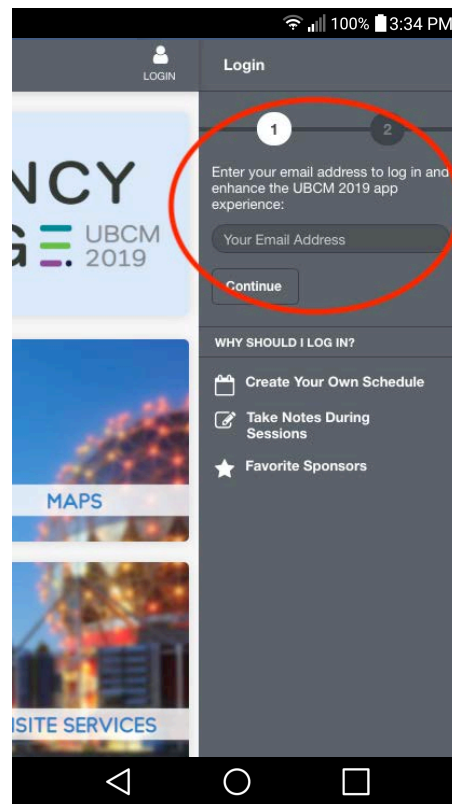 100% 3:34 PM
LOGIN
Login
1
2
Enter your email address to log in and
enhance the UBCM 2019 app
experience:
Your Email Address
Continue
WHY SHOULD I LOG IN?
Create Your Own Schedule
Take Notes During
Sessions
Favorite Sponsors
NCY
GE
UBCM
2019
MAPS
SITE SERVICES